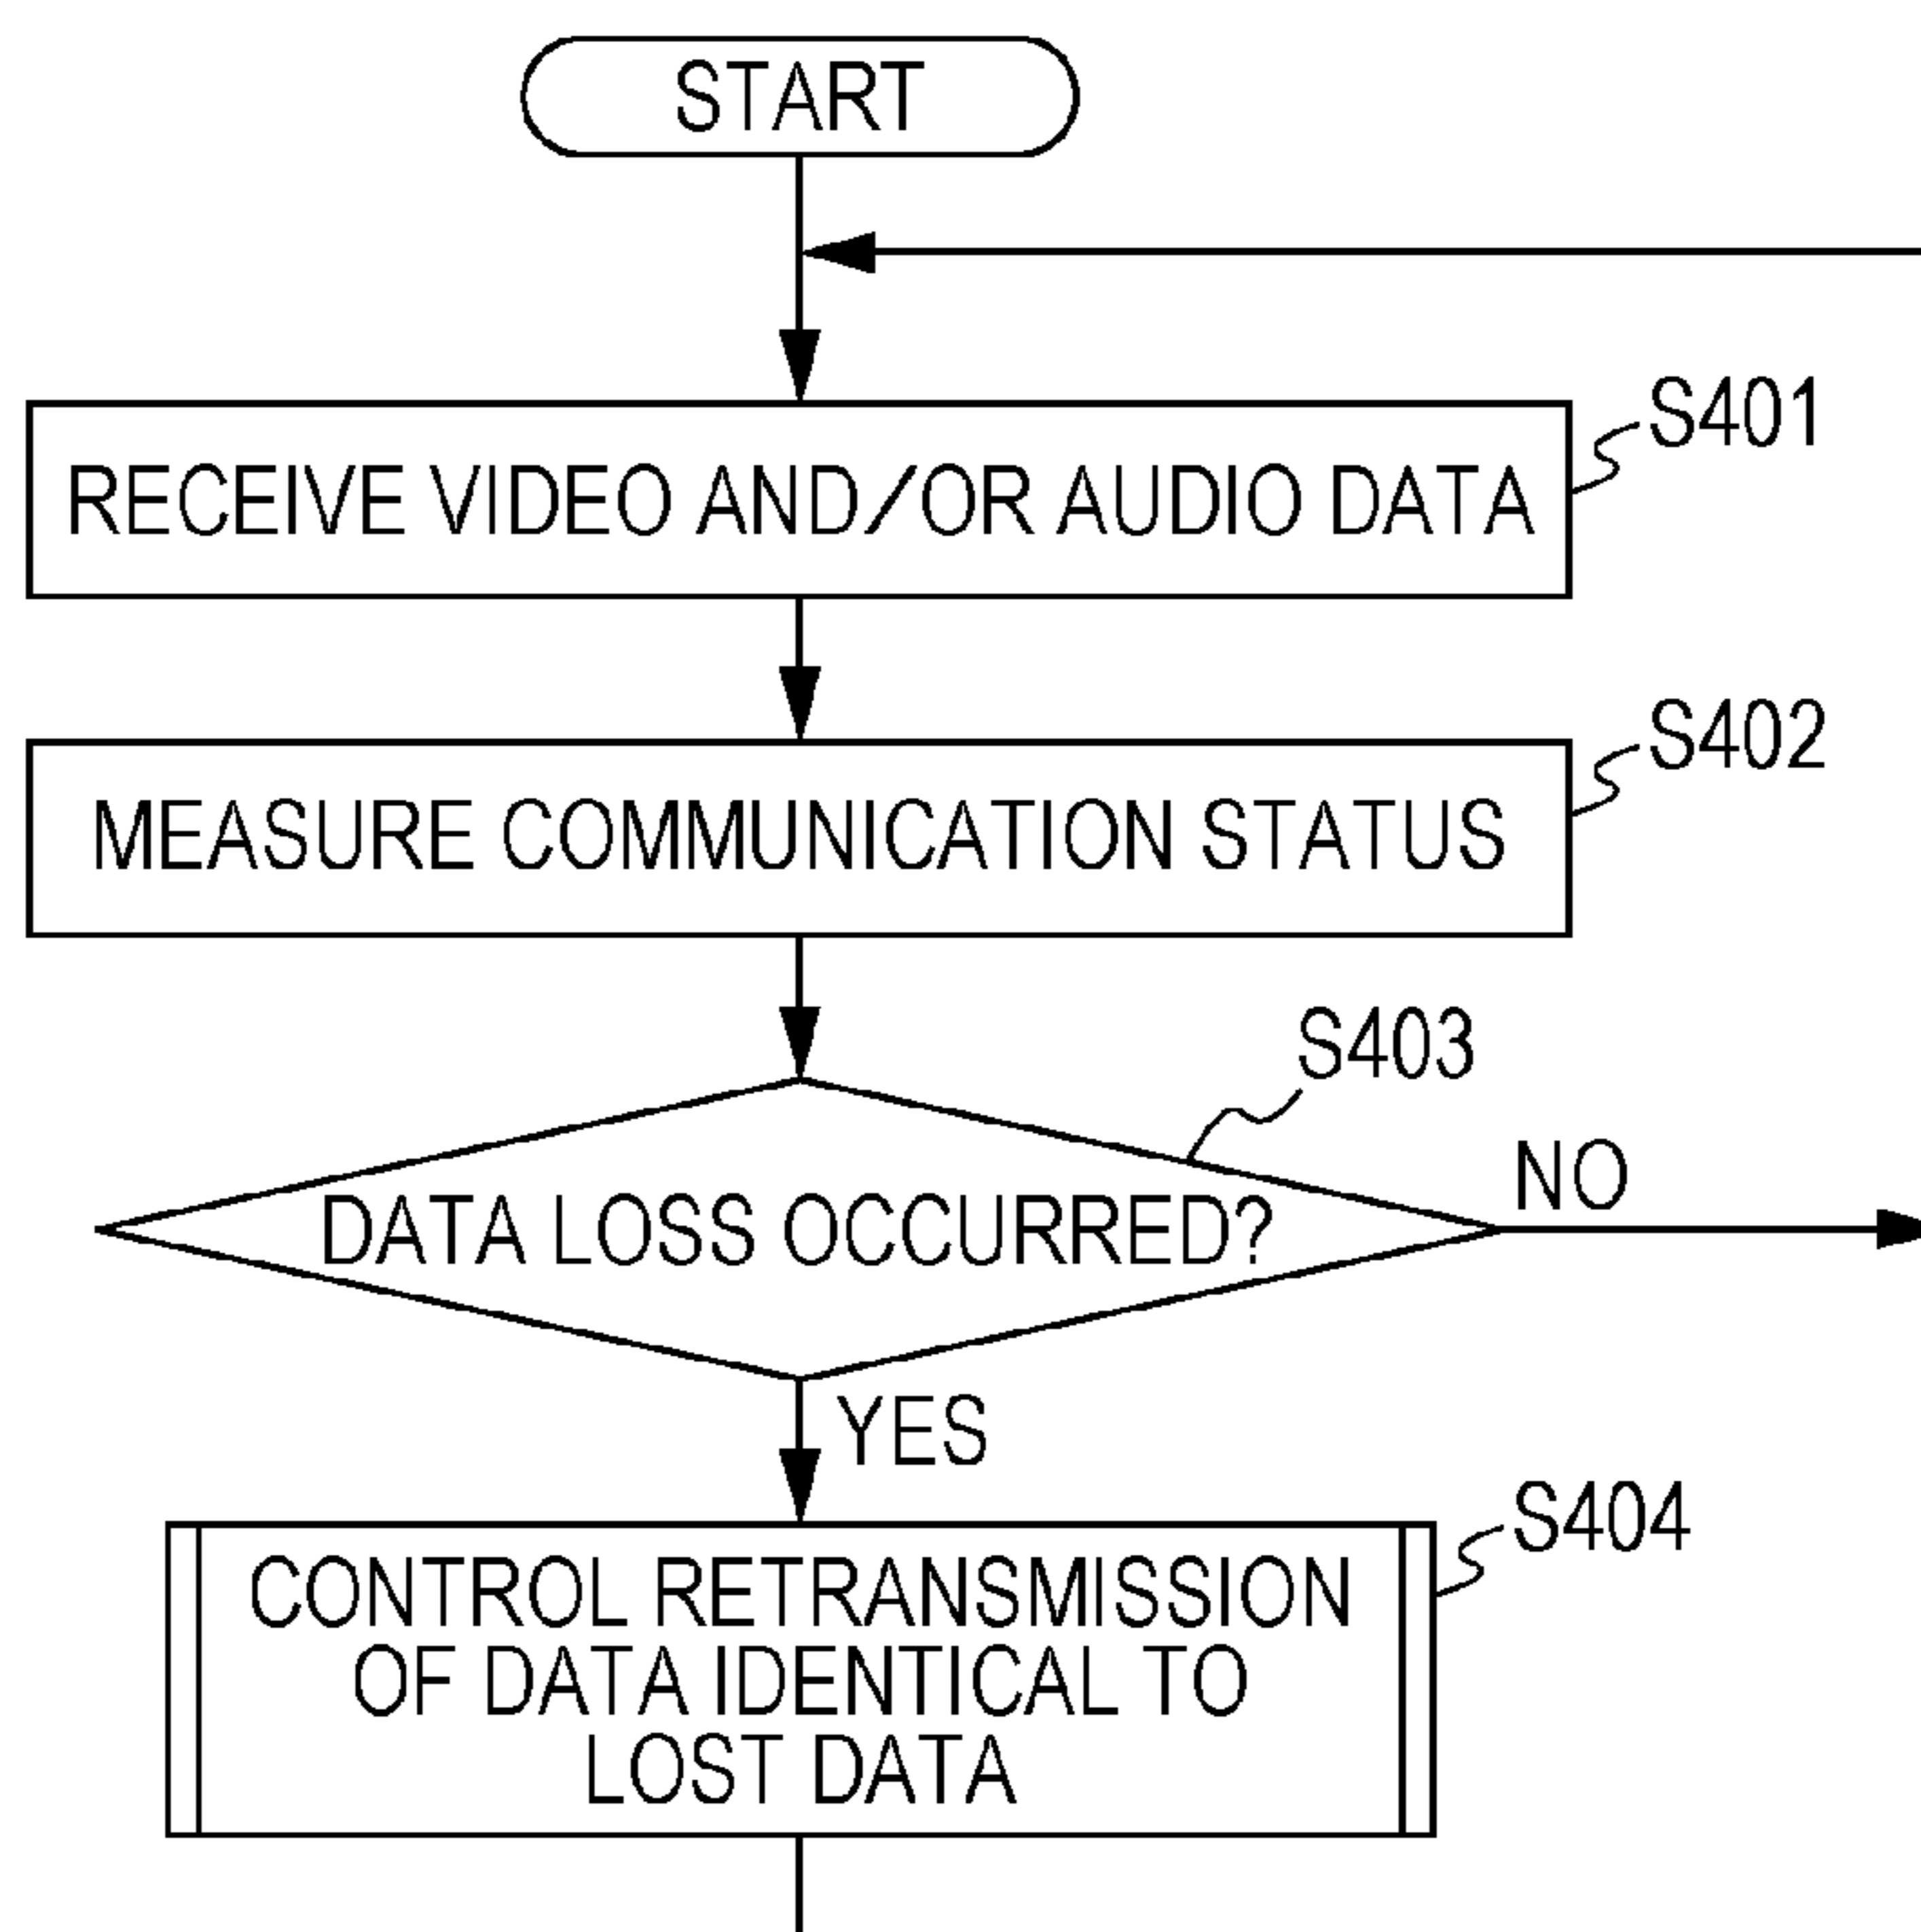 START
S401
RECEIVE VIDEO AND/OR AUDIO DATA
S402
MEASURE COMMUNICATION STATUS
S403
DATA LOSS OCCURRED?
NO
YES
S404
CONTROL RETRANSMISSION
OF DATA IDENTICAL TO
LOST DATA